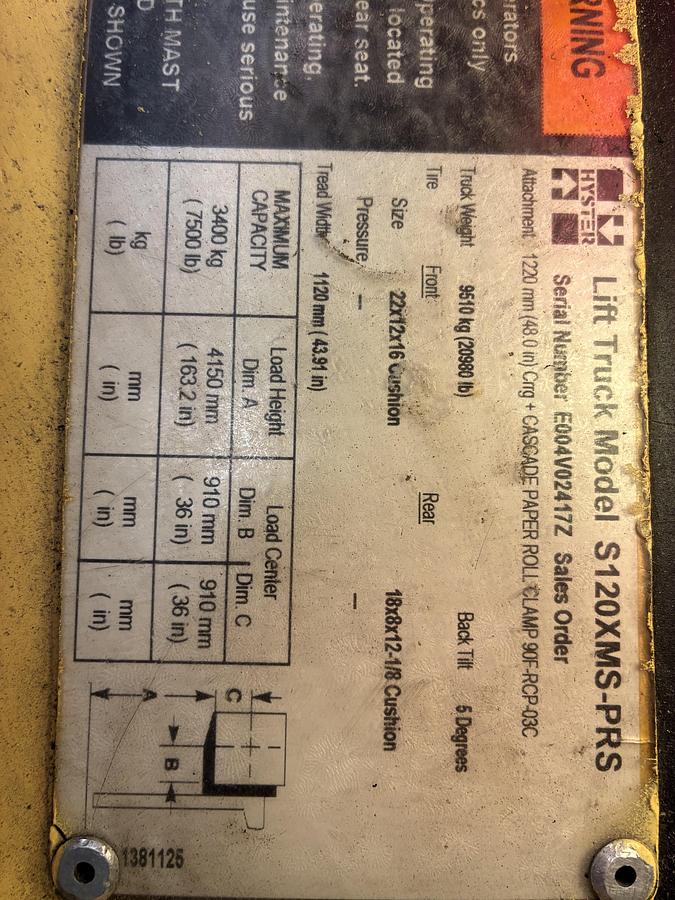 RNING
erators
cs only
perating
located
ear seat.
erating,
intenance
use serious
TH MAST
D
SHOWN
HYSTER
Lift Truck Model S120XMS-PRS
Serial Number E004V02417Z Sales Order
Attachment 1220 mm (48.0 in) Crrg + CASCADE PAPER ROLL CLAMP 90F-RCP-03C
Truck Weight 9510 kg (20980 lb) Back Tilt 5 Degrees
Tire Front Rear
Size 22x12x16 Cushion 18x8x12-1/8 Cushion
Pressure — —
Tread Width 1120 mm (43.91 in)
MAXIMUM CAPACITY Load Height Dim. A Load Center Dim. B Dim. C
3400 kg 4150 mm 910 mm 910 mm
( 7500 lb) ( 163.2 in) ( 36 in) ( 36 in)
kg mm mm mm
( lb) ( in) ( in) ( in)
A
B
C
1381125